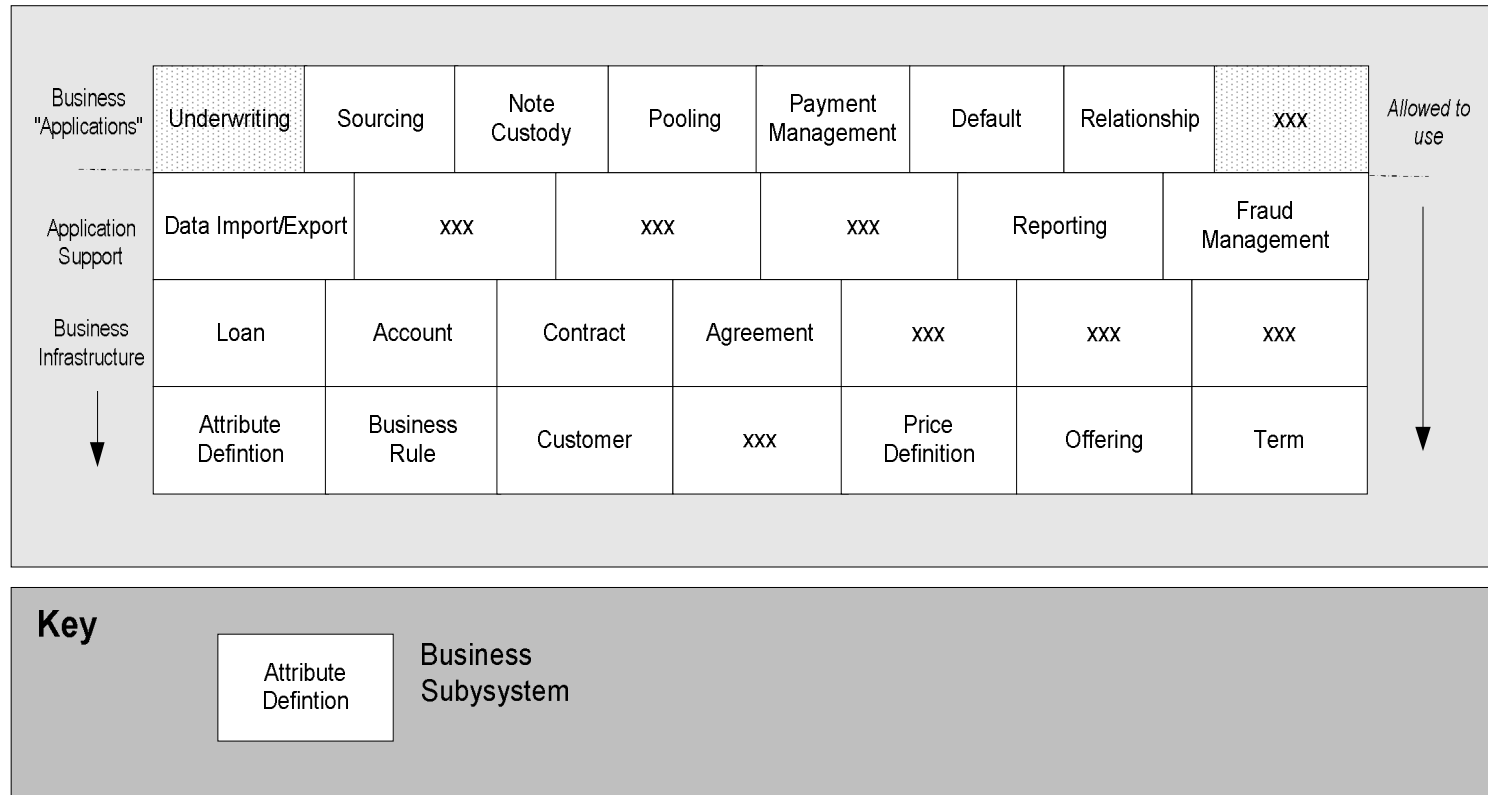 Business
"Applications"
Underwriting
Sourcing
Note
Custody
Pooling
Payment
Management
Default
Relationship
xxx
Allowed to
use
Application
Support
Data Import/Export
xxx
xxx
xxx
Reporting
Fraud
Management
Business
Infrastructure
Loan
Account
Contract
Agreement
xxx
xxx
xxx
Attribute
Defintion
Business
Rule
Customer
xxx
Price
Definition
Offering
Term
Key
Attribute
Defintion
Business
Subysystem